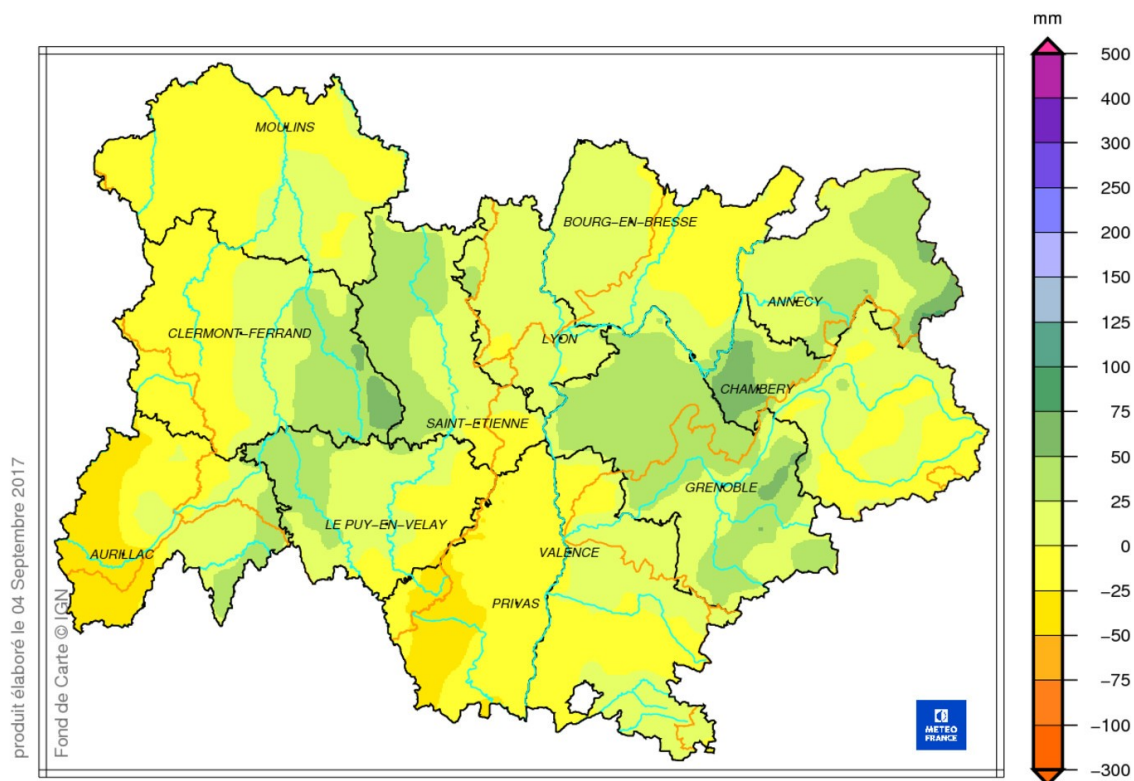 mm
500
400
300
250
200
150
125
100
75
50
25
0
−25
−50
−75
−100
−300
MOULINS
BOURG−EN−BRESSE
ANNECY
CLERMONT−FERRAND
LYON
CHAMBERY
SAINT−ETIENNE
GRENOBLE
LE PUY−EN−VELAY
AURILLAC
VALENCE
PRIVAS
produit élaboré le 04 Septembre 2017
Fond de Carte © IGN
METEO
FRANCE